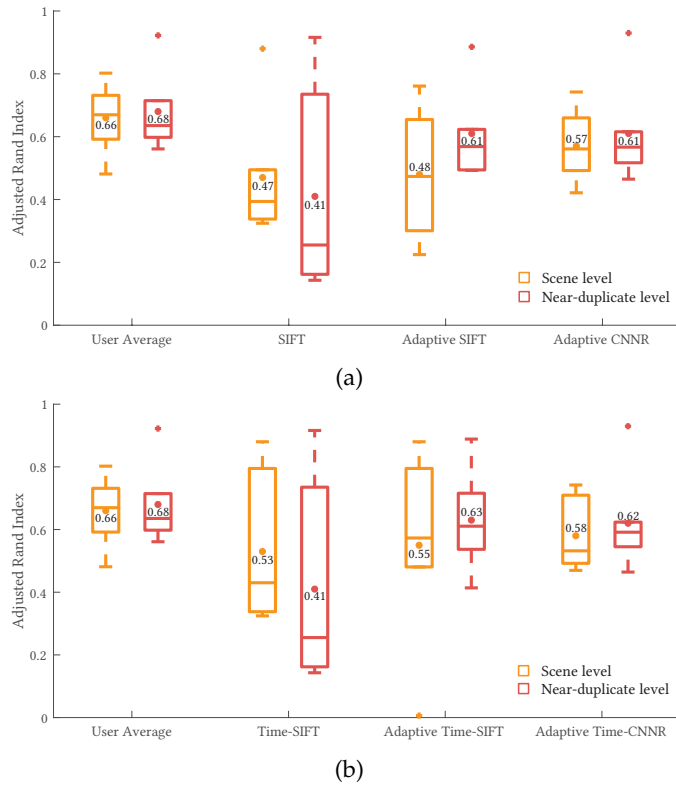 1
0.8
0.6
0.4
0.2
0
Adjusted Rand Index
0.66
0.68
0.47
0.41
0.48
0.61
0.57
0.61
Scene level
Near-duplicate level
User Average SIFT Adaptive SIFT Adaptive CNNR
(a)
1
0.8
0.6
0.4
0.2
0
Adjusted Rand Index
0.66
0.68
0.53
0.41
0.55
0.63
0.58
0.62
Scene level
Near-duplicate level
User Average Time-SIFT Adaptive Time-SIFT Adaptive Time-CNNR
(b)